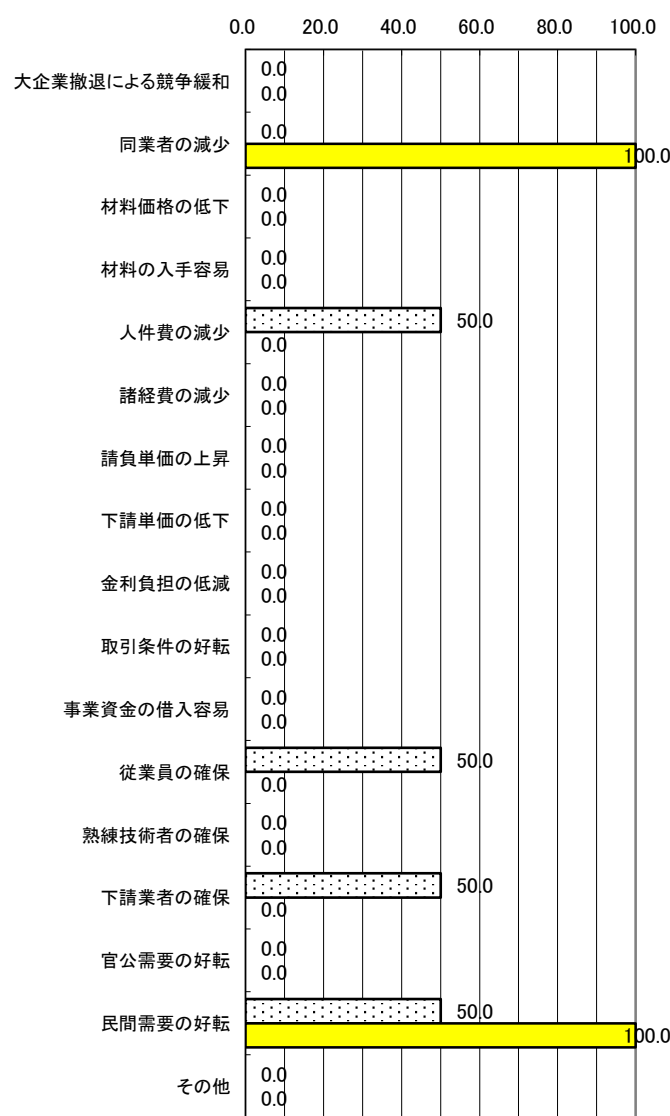 0.0 20.0 40.0 60.0 80.0 100.0
大企業撤退による競争緩和
0.0
0.0
同業者の減少
0.0
100.0
材料価格の低下
0.0
0.0
材料の入手容易
0.0
0.0
人件費の減少
50.0
0.0
諸経費の減少
0.0
0.0
請負単価の上昇
0.0
0.0
下請単価の低下
0.0
0.0
金利負担の低減
0.0
0.0
取引条件の好転
0.0
0.0
事業資金の借入容易
0.0
0.0
従業員の確保
50.0
0.0
熟練技術者の確保
0.0
0.0
下請業者の確保
50.0
0.0
官公需要の好転
0.0
0.0
民間需要の好転
50.0
100.0
その他
0.0
0.0